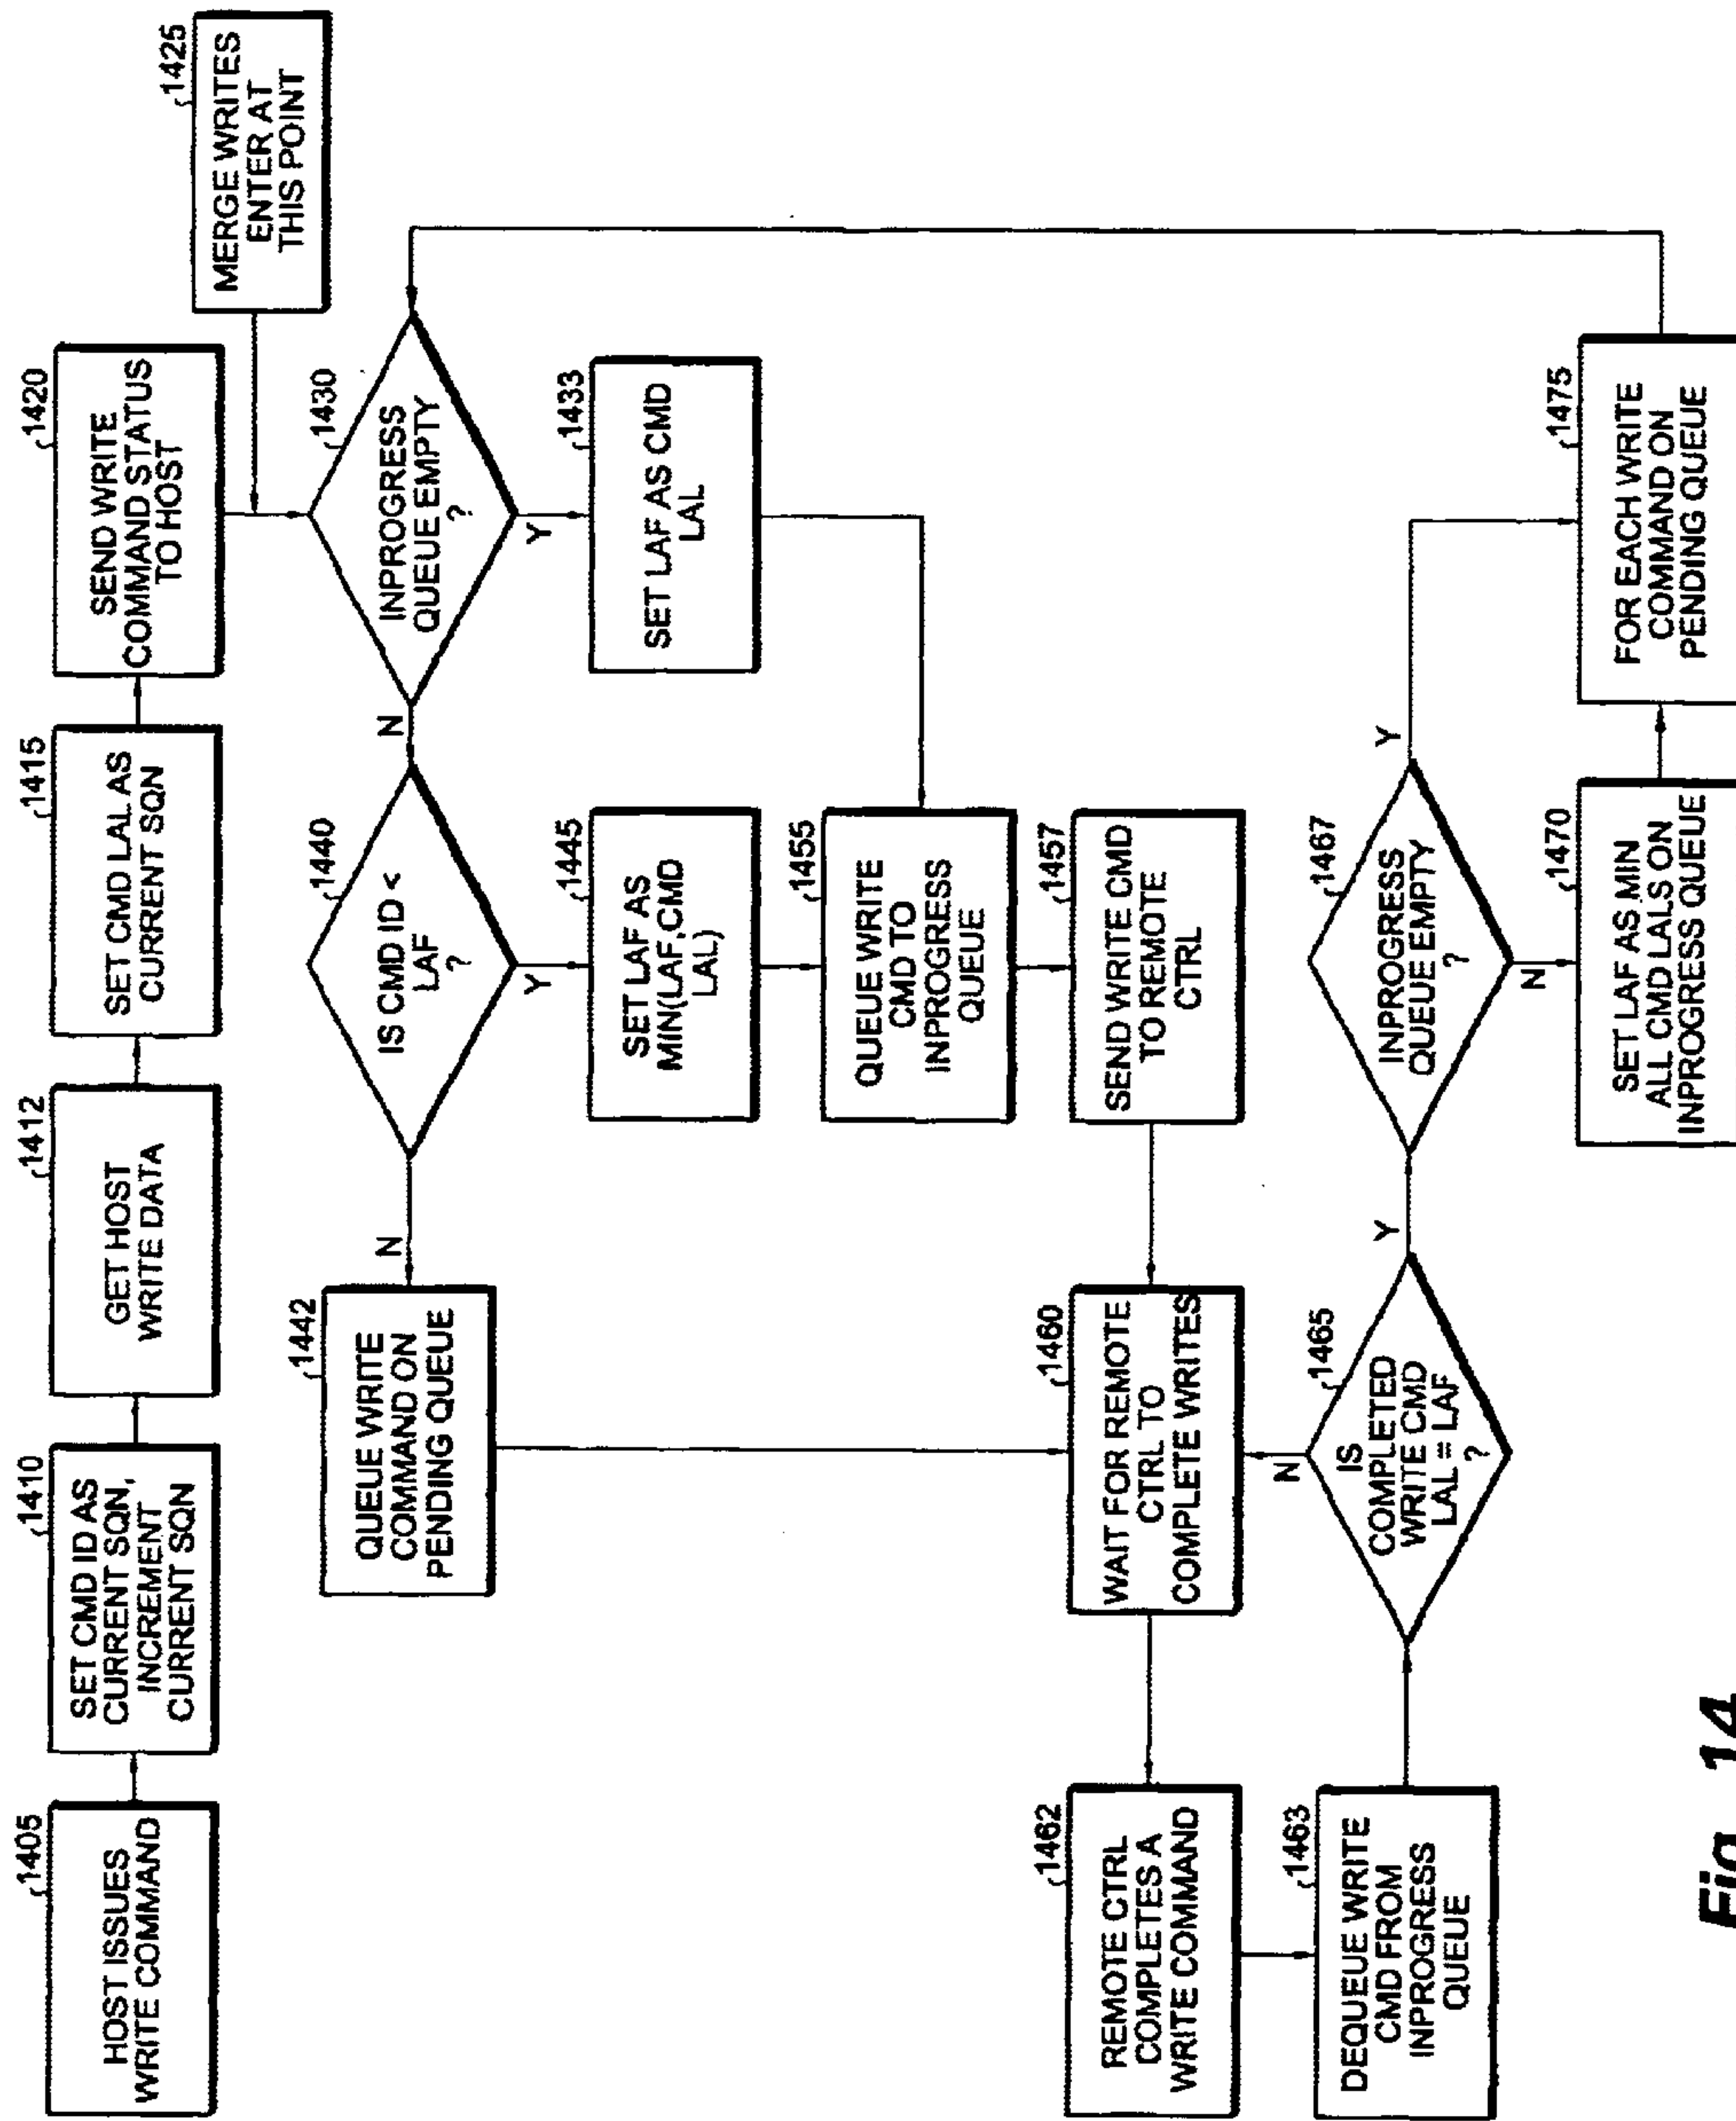 1405
HOST ISSUES
WRITE COMMAND
1410
SET CMD ID AS
CURRENT SQN,
INCREMENT
CURRENT SQN
1412
GET HOST
WRITE DATA
1415
SET CMD LAL AS
CURRENT SQN
1420
SEND WRITE
COMMAND STATUS
TO HOST
1425
MERGE WRITES
ENTER AT
THIS POINT
1430
INPROGRESS
QUEUE EMPTY
?
N
Y
1433
SET LAF AS CMD
LAL
1440
IS CMD ID <
LAF
?
N
Y
1442
QUEUE WRITE
COMMAND ON
PENDING QUEUE
1445
SET LAF AS
MIN(LAF,CMD
LAL)
1455
QUEUE WRITE
CMD TO
INPROGRESS
QUEUE
1457
SEND WRITE CMD
TO REMOTE
CTRL
1460
WAIT FOR REMOTE
CTRL TO
COMPLETE WRITES
1462
REMOTE CTRL
COMPLETES A
WRITE COMMAND
1463
DEQUEUE WRITE
CMD FROM
INPROGRESS
QUEUE
1465
IS
COMPLETED
WRITE CMD
LAL = LAF
?
N
Y
1467
INPROGRESS
QUEUE EMPTY
?
Y
N
1470
SET LAF AS MIN
ALL CMD LALS ON
INPROGRESS QUEUE
1475
FOR EACH WRITE
COMMAND ON
PENDING QUEUE
Fig. 14